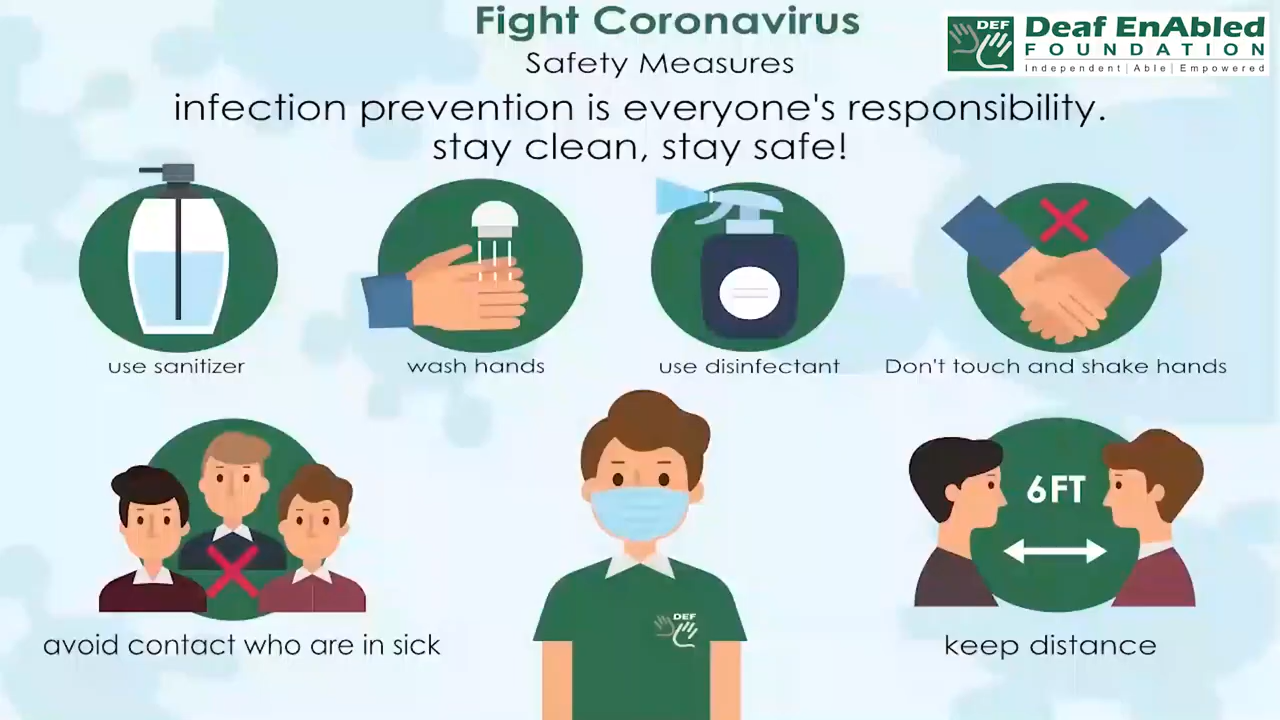 Fight Coronavirus
Safety Measures
DEF
Deaf EnAbled
FOUNDATION
Independent | Able | Empowered
infection prevention is everyone's responsibility.
stay clean, stay safe!
use sanitizer
wash hands
use disinfectant
Don't touch and shake hands
6FT
DEF
avoid contact who are in sick
keep distance